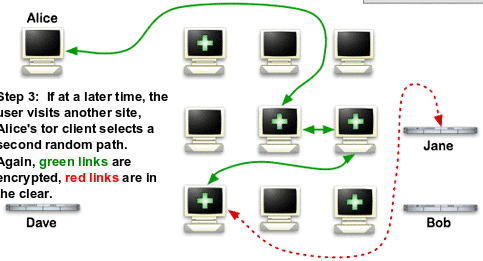 Alice
Step 3: If at a later time, the
user visits another site,
Alice's tor client selects a
second random path.
Again, green links are
encrypted, red links are in
the clear.
Jane
Dave
Bob